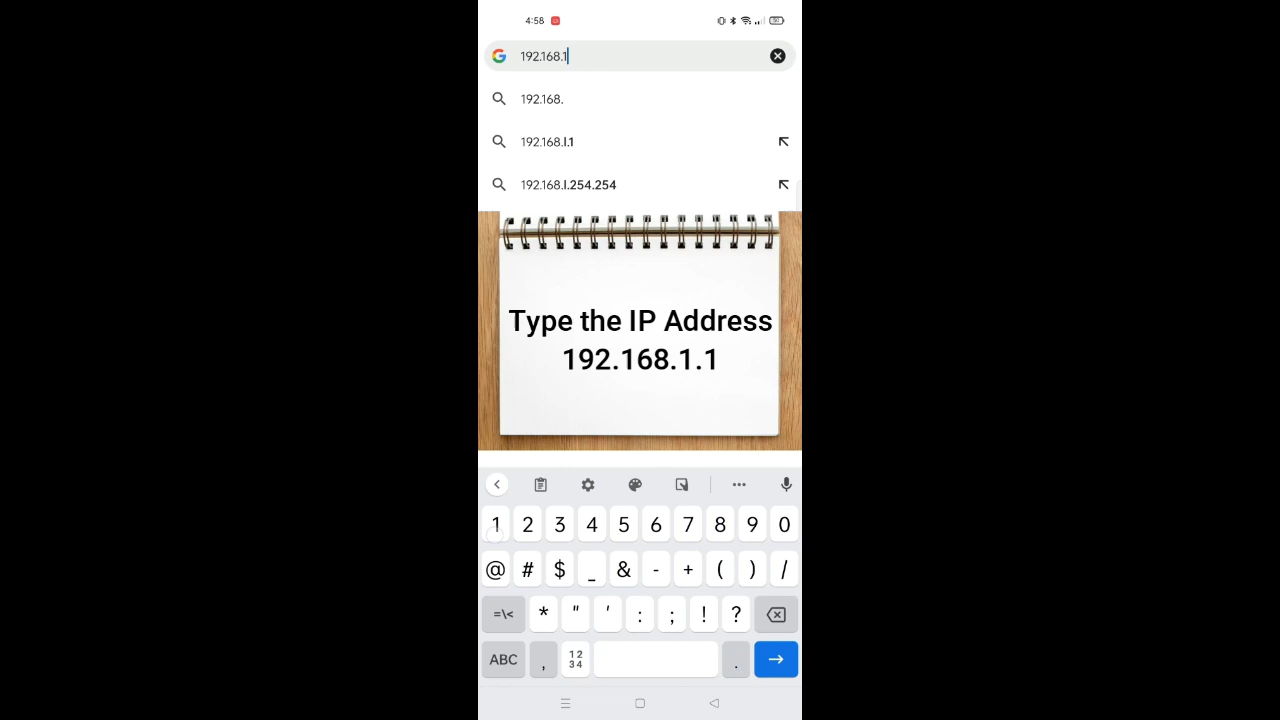 4:58
192.168.1
192.168.
192.168.l.1
192.168.l.254.254
Type the IP Address
192.168.1.1
1 2 3 4 5 6 7 8 9 0
@ # $ _ & - + ( ) /
=\< * " ' : ; ! ?
ABC , 12 34 .